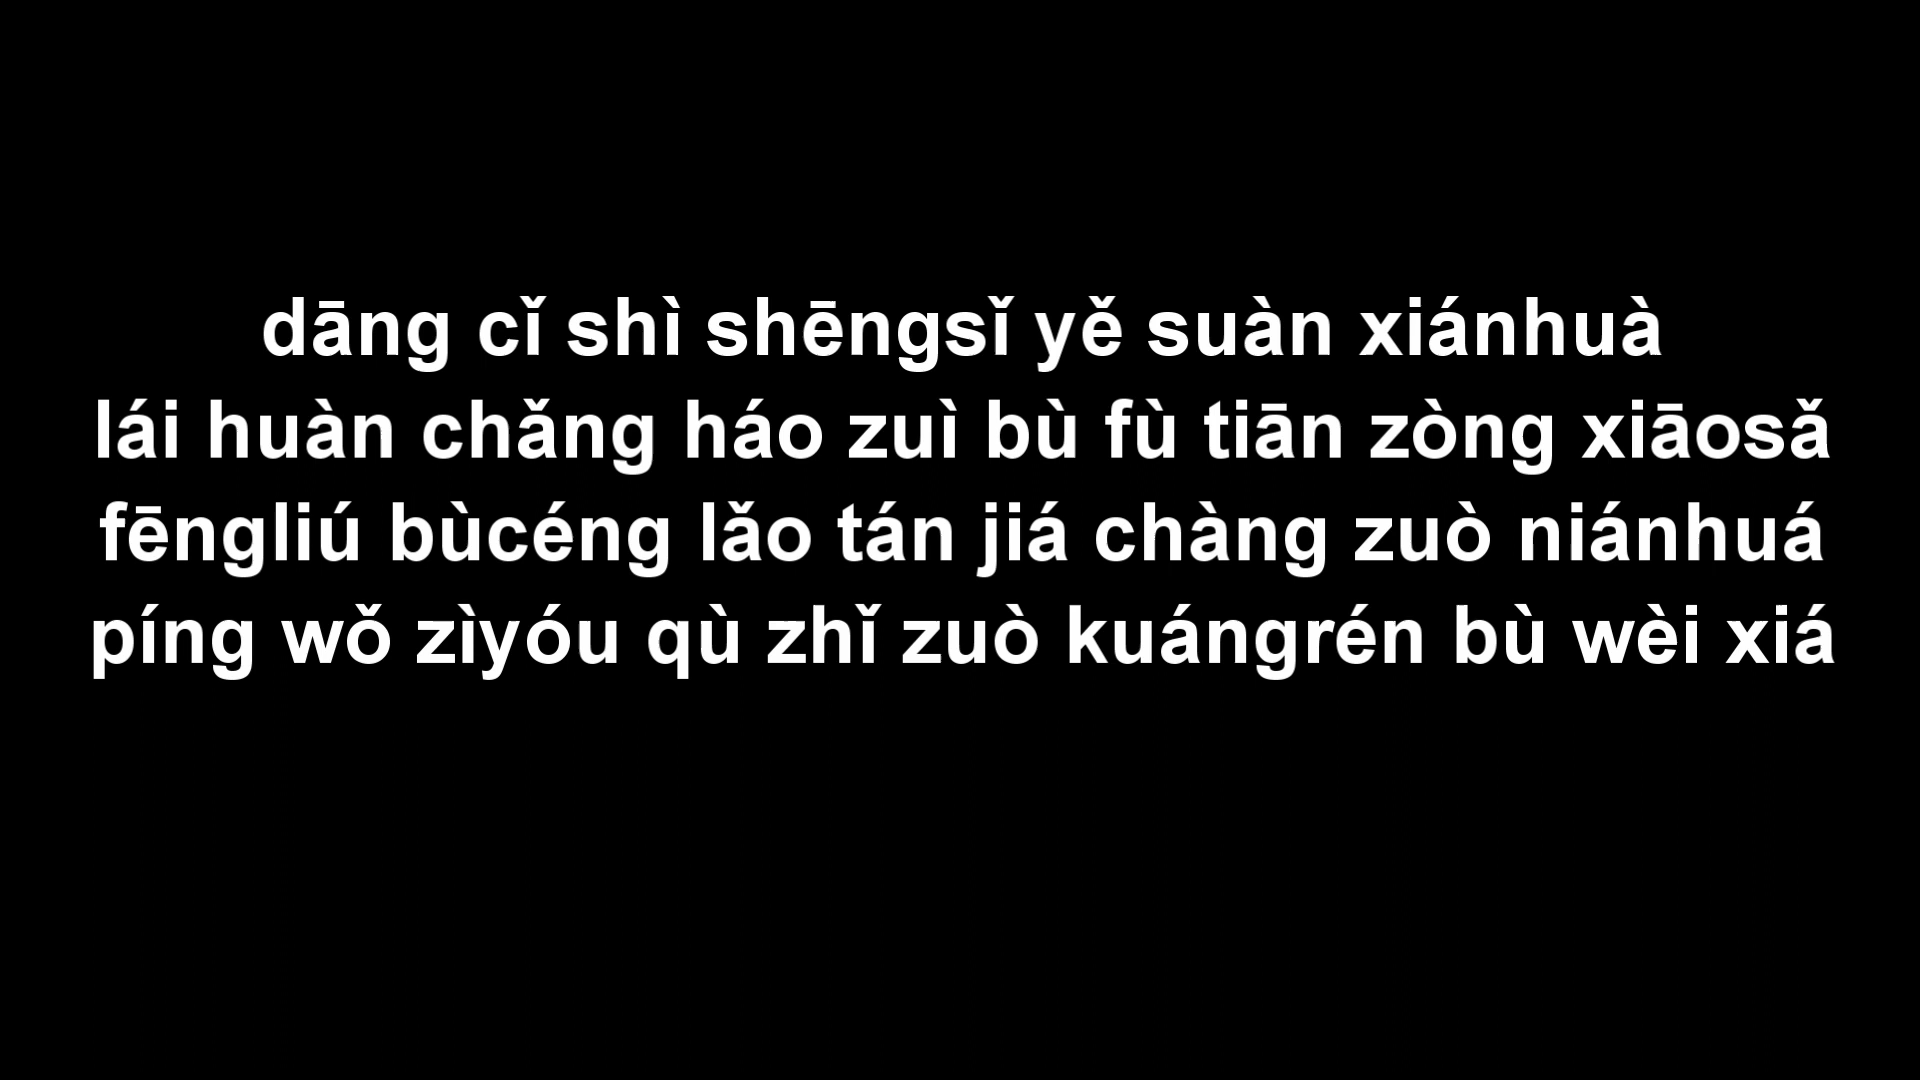 dāng cǐ shì shēngsǐ yě suàn xiánhuà
lái huàn chǎng háo zuì bù fù tiān zòng xiāosǎ
fēngliú bùcéng lǎo tán jiá chàng zuò niánhuá
píng wǒ zìyóu qù zhǐ zuò kuángrén bù wèi xiá